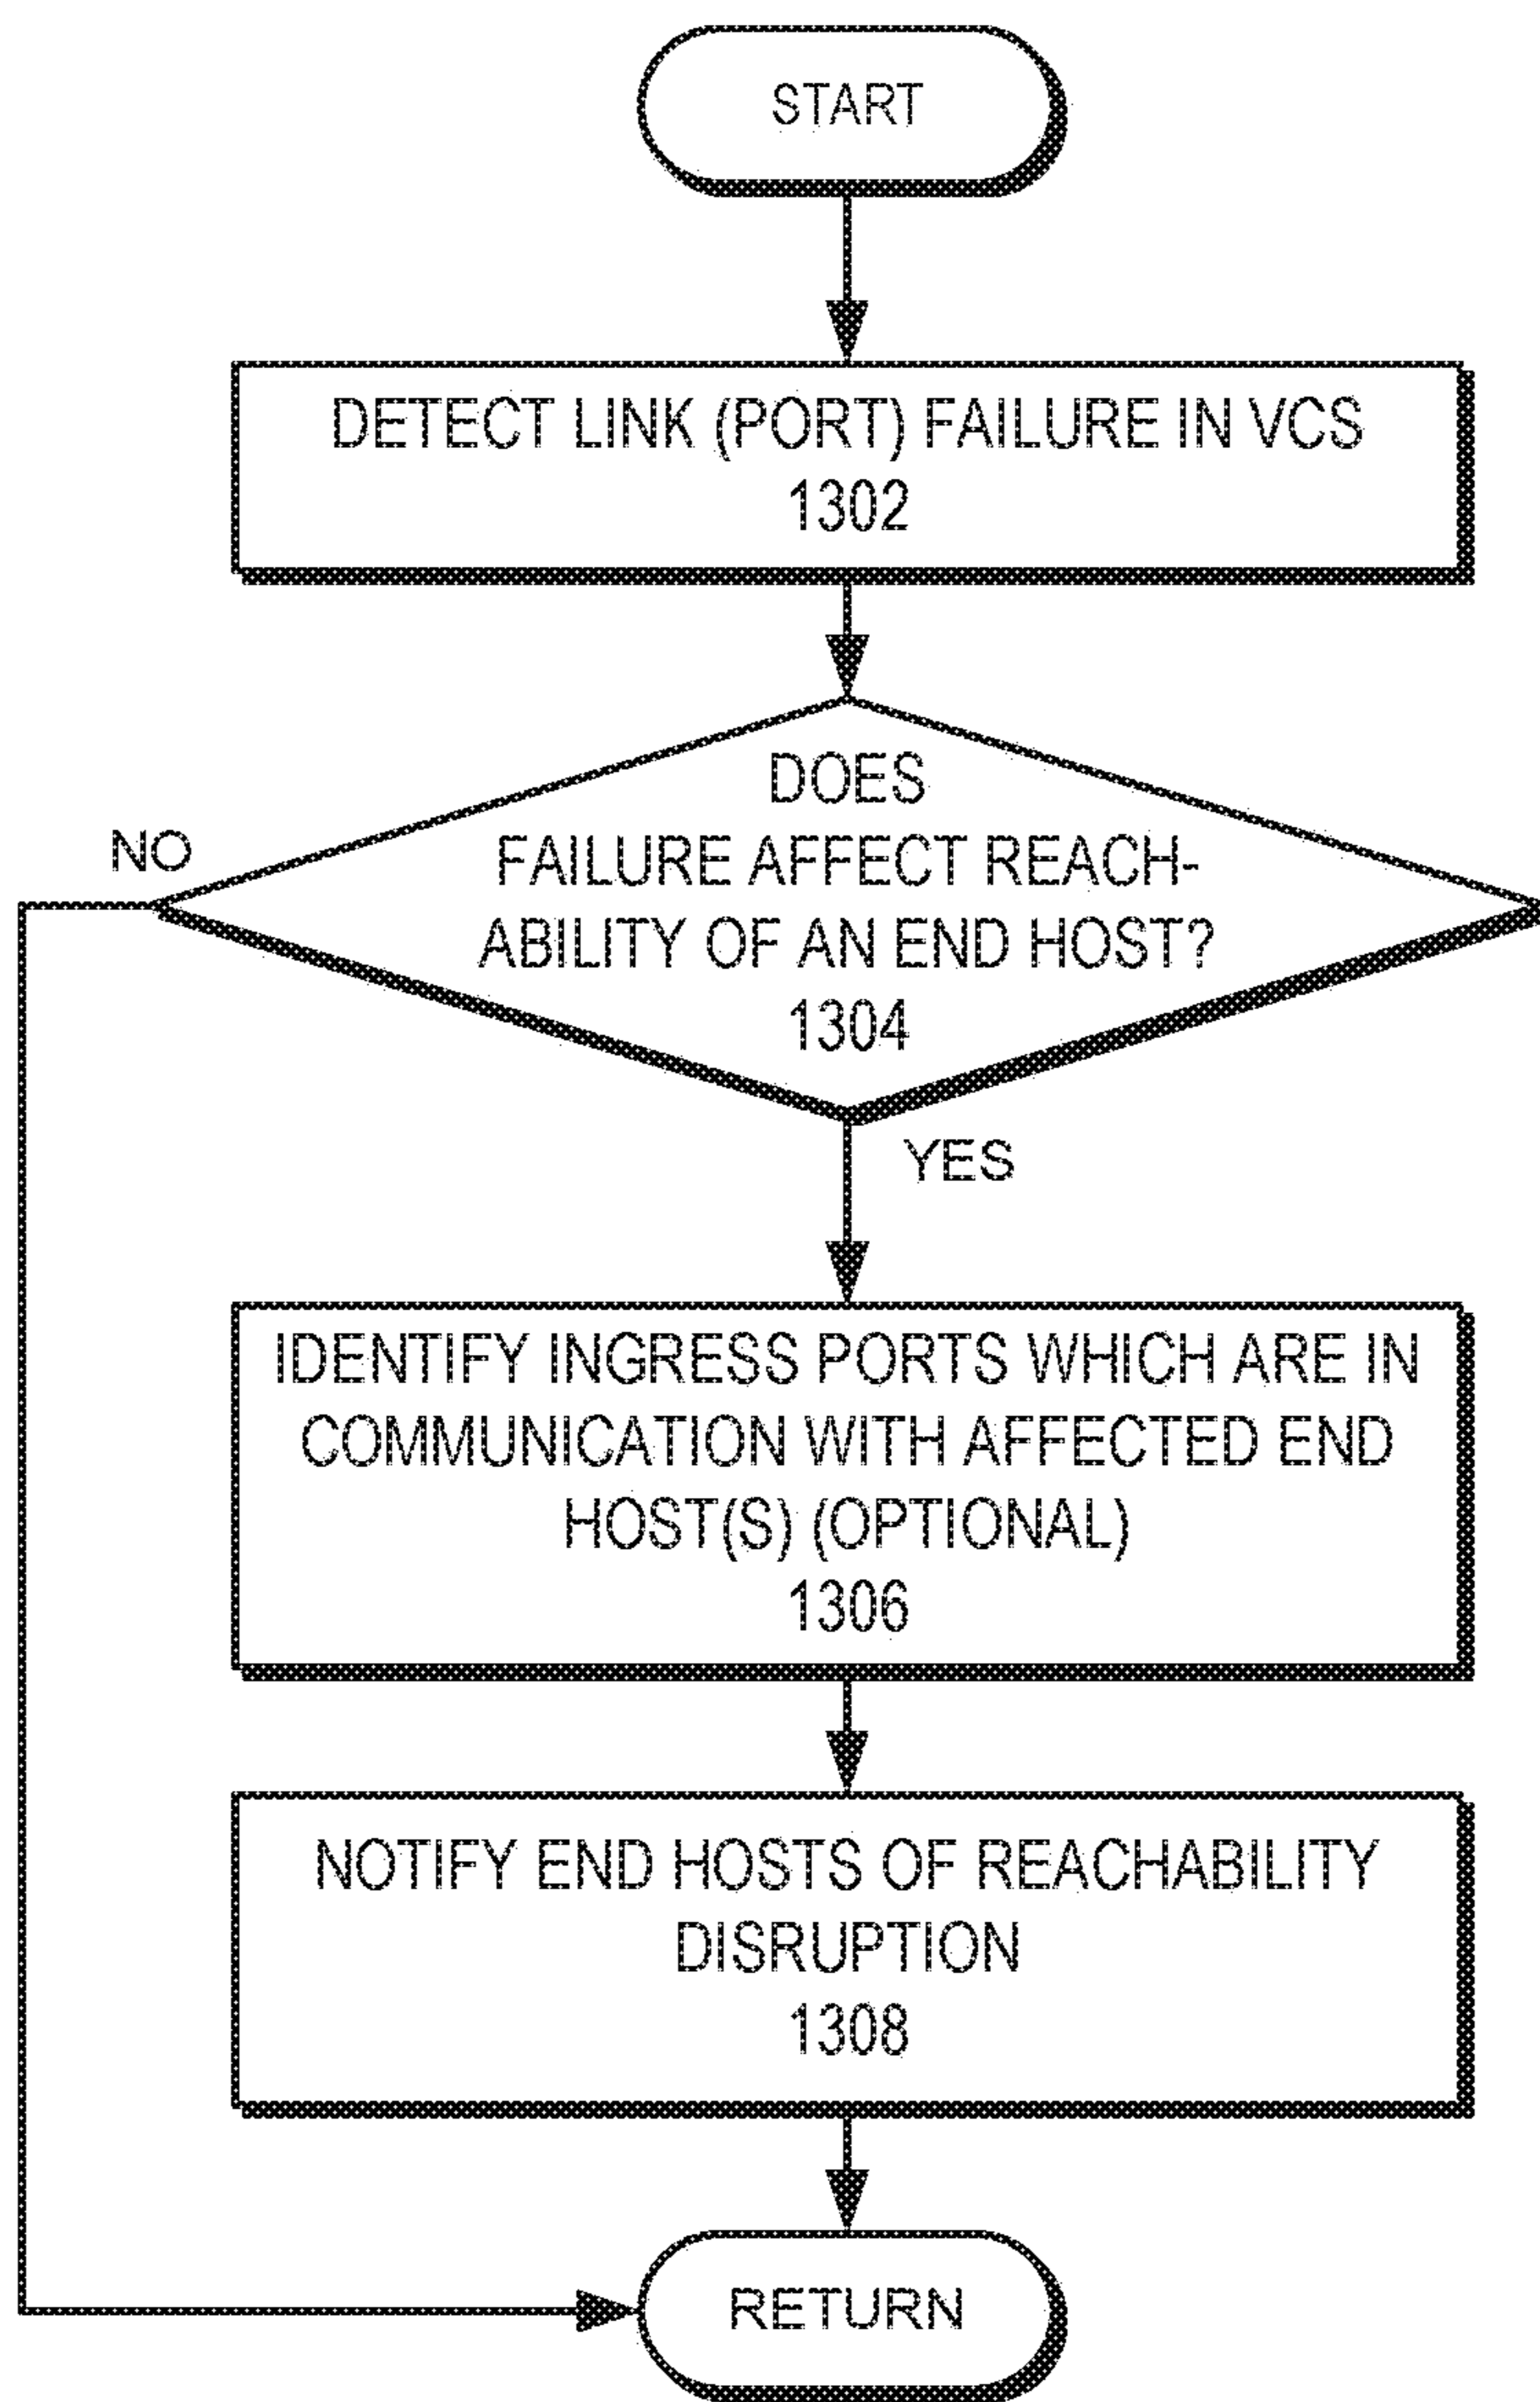 START
DETECT LINK (PORT) FAILURE IN VCS
1302
DOES
FAILURE AFFECT REACH-
ABILITY OF AN END HOST?
1304
NO
YES
IDENTIFY INGRESS PORTS WHICH ARE IN
COMMUNICATION WITH AFFECTED END
HOST(S) (OPTIONAL)
1306
NOTIFY END HOSTS OF REACHABILITY
DISRUPTION
1308
RETURN